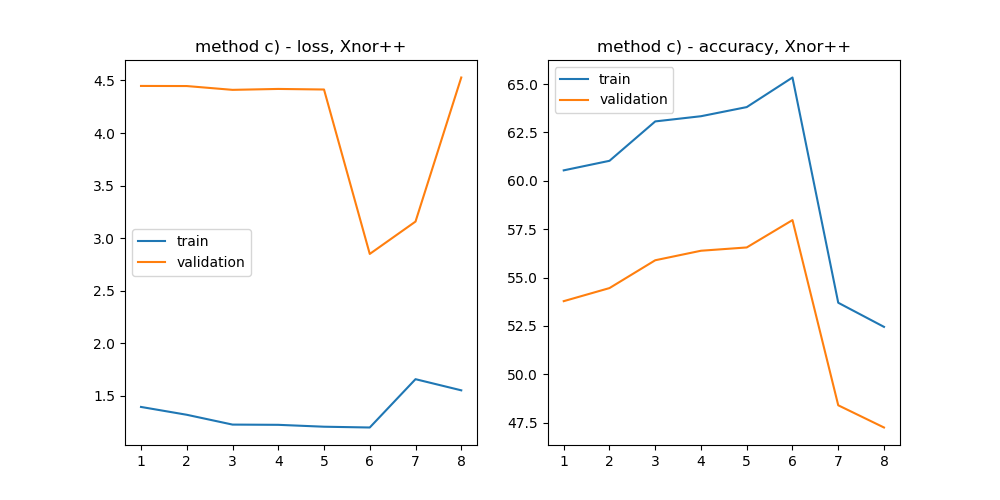 method c) - loss, Xnor++
4.5
4.0
3.5
3.0
2.5
2.0
1.5
train
validation
1 2 3 4 5 6 7 8
method c) - accuracy, Xnor++
65.0
62.5
60.0
57.5
55.0
52.5
50.0
47.5
train
validation
1 2 3 4 5 6 7 8